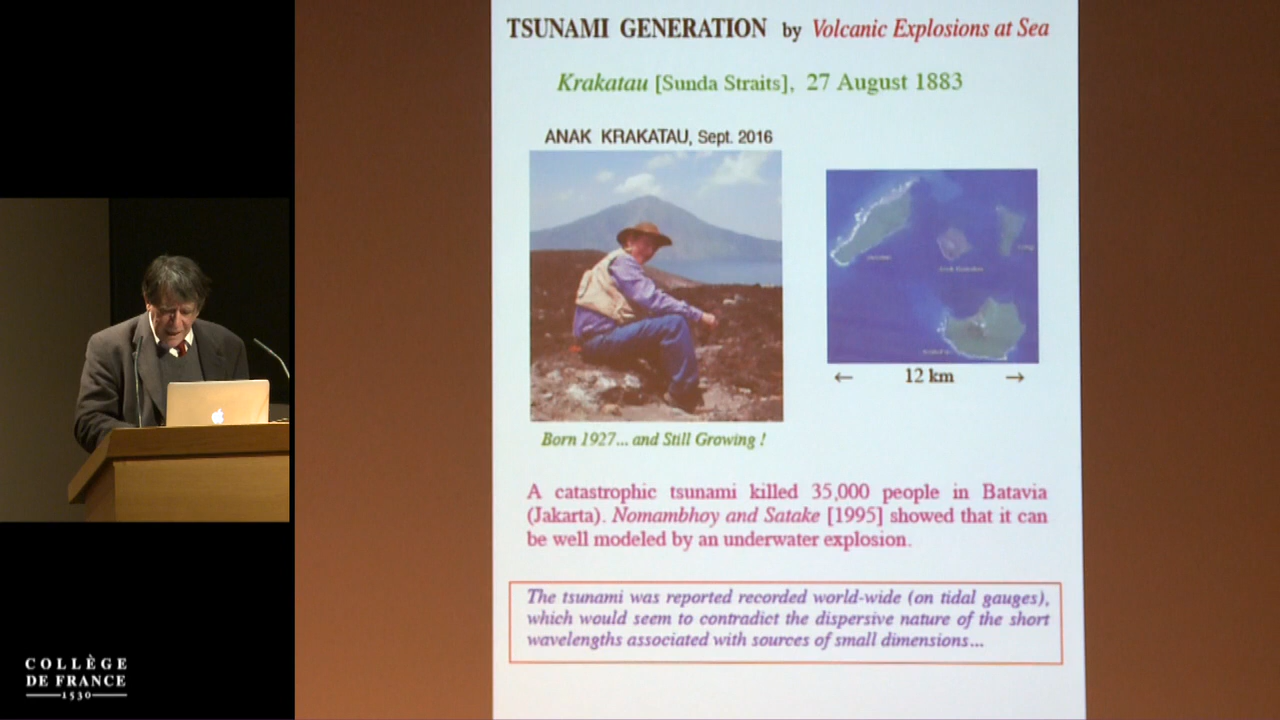 TSUNAMI GENERATION by Volcanic Explosions at Sea
Krakatau [Sunda Straits], 27 August 1883
ANAK KRAKATAU, Sept. 2016
← 12 km →
Born 1927... and Still Growing !
A catastrophic tsunami killed 35,000 people in Batavia
(Jakarta). Nomambhoy and Satake [1995] showed that it can
be well modeled by an underwater explosion.
The tsunami was reported recorded world-wide (on tidal gauges),
which would seem to contradict the dispersive nature of the short
wavelengths associated with sources of small dimensions...
COLLÈGE
DE FRANCE
1530